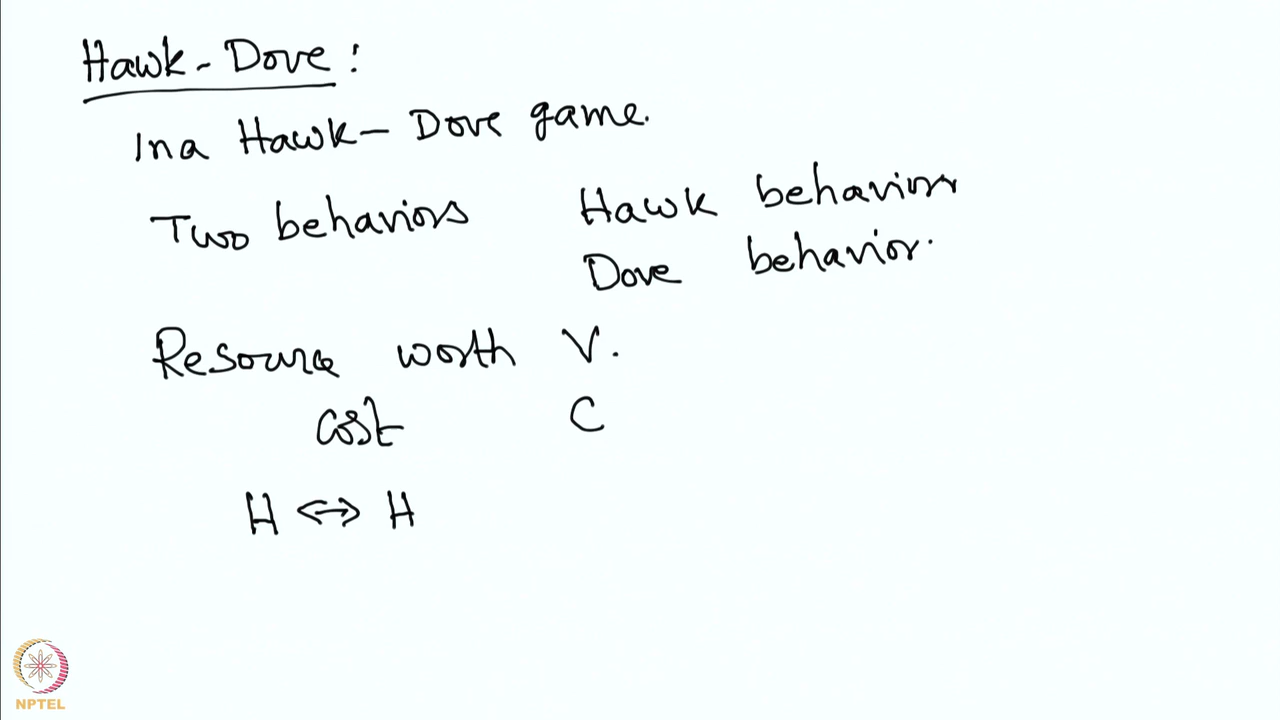 Hawk - Dove :
In a Hawk - Dove game.
Two behaviors Hawk behavior
Dove behavior.
Resource worth V.
Cost C
H ⇔ H
NPTEL